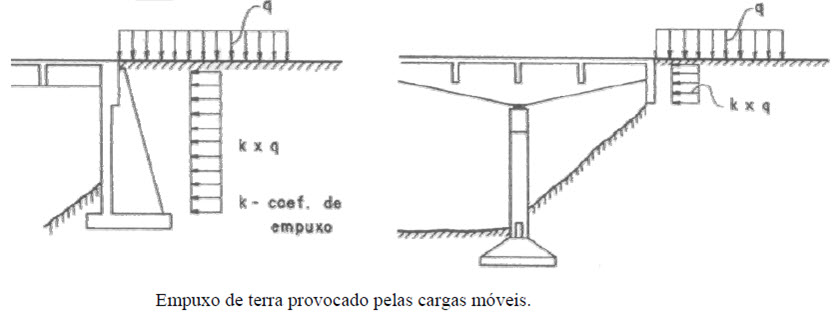 q
k x q
k - coef. de
empuxo
q
k x q
Empuxo de terra provocado pelas cargas móveis.